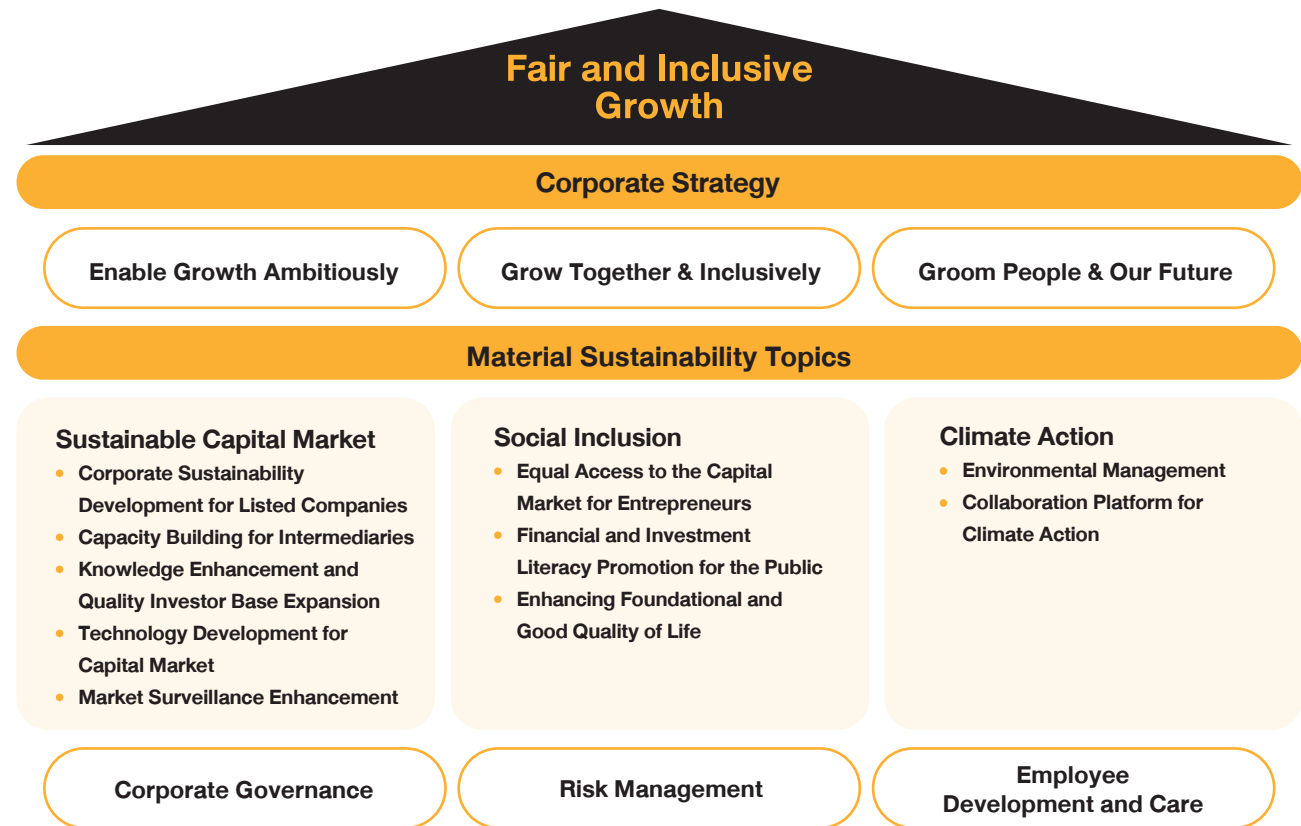 Fair and Inclusive
Growth
Corporate Strategy
Enable Growth Ambitiously
Grow Together & Inclusively
Groom People & Our Future
Material Sustainability Topics
Sustainable Capital Market
• Corporate Sustainability
Development for Listed Companies
• Capacity Building for Intermediaries
• Knowledge Enhancement and
Quality Investor Base Expansion
• Technology Development for
Capital Market
• Market Surveillance Enhancement
Social Inclusion
• Equal Access to the Capital
Market for Entrepreneurs
• Financial and Investment
Literacy Promotion for the Public
• Enhancing Foundational and
Good Quality of Life
Climate Action
• Environmental Management
• Collaboration Platform for
Climate Action
Corporate Governance
Risk Management
Employee
Development and Care